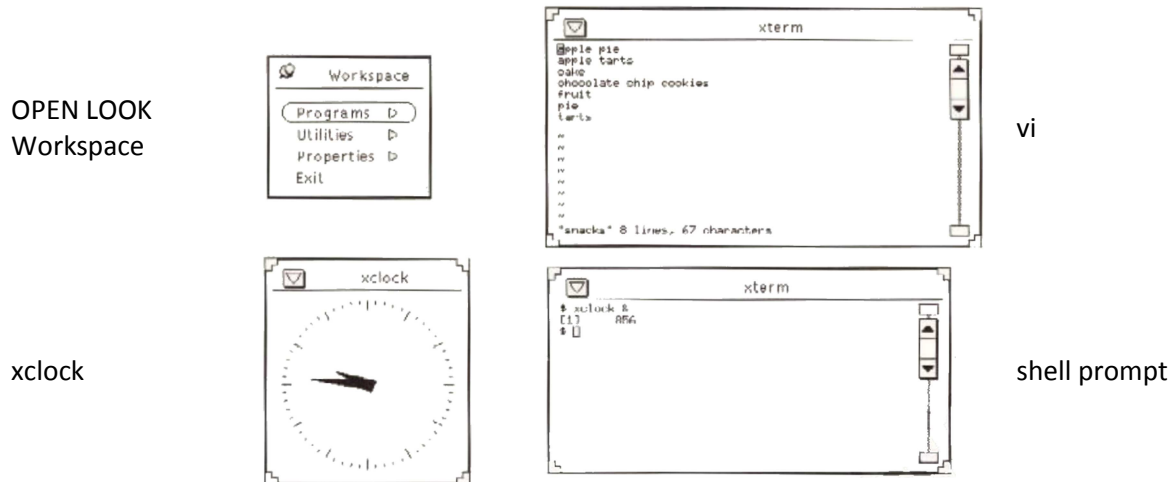 OPEN LOOK
Workspace
Workspace
Programs
Utilities
Properties
Exit
xterm
apple pie
apple tarts
cake
chocolate chip cookies
fruit
pie
tarts
~
~
~
~
~
~
~
~
"snacks" 8 lines, 67 characters
vi
xclock
xclock
xterm
$ xclock &
[1] 856
$
shell prompt